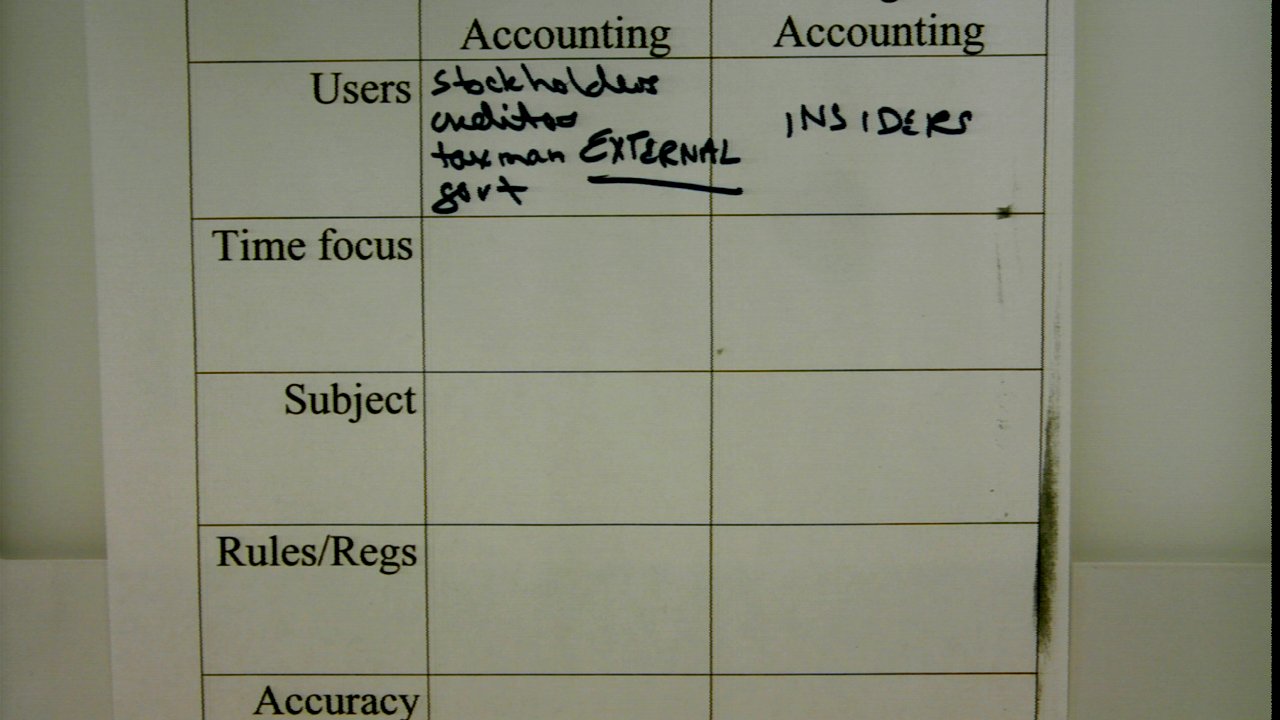 Accounting Accounting
Users
stockholders
creditors
taxman EXTERNAL
govt
INSIDERS
Time focus
Subject
Rules/Regs
Accuracy